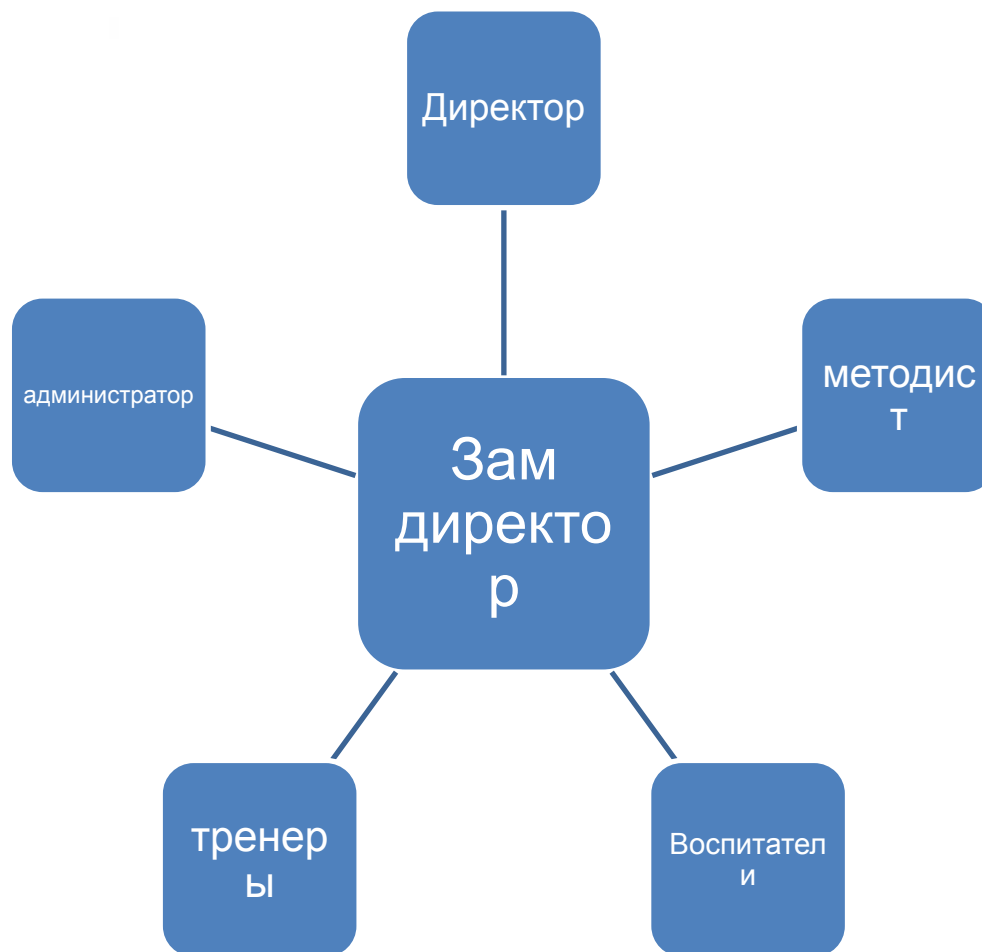 Директор
администратор
методис
т
Зам
директо
р
тренер
ы
Воспитател
и